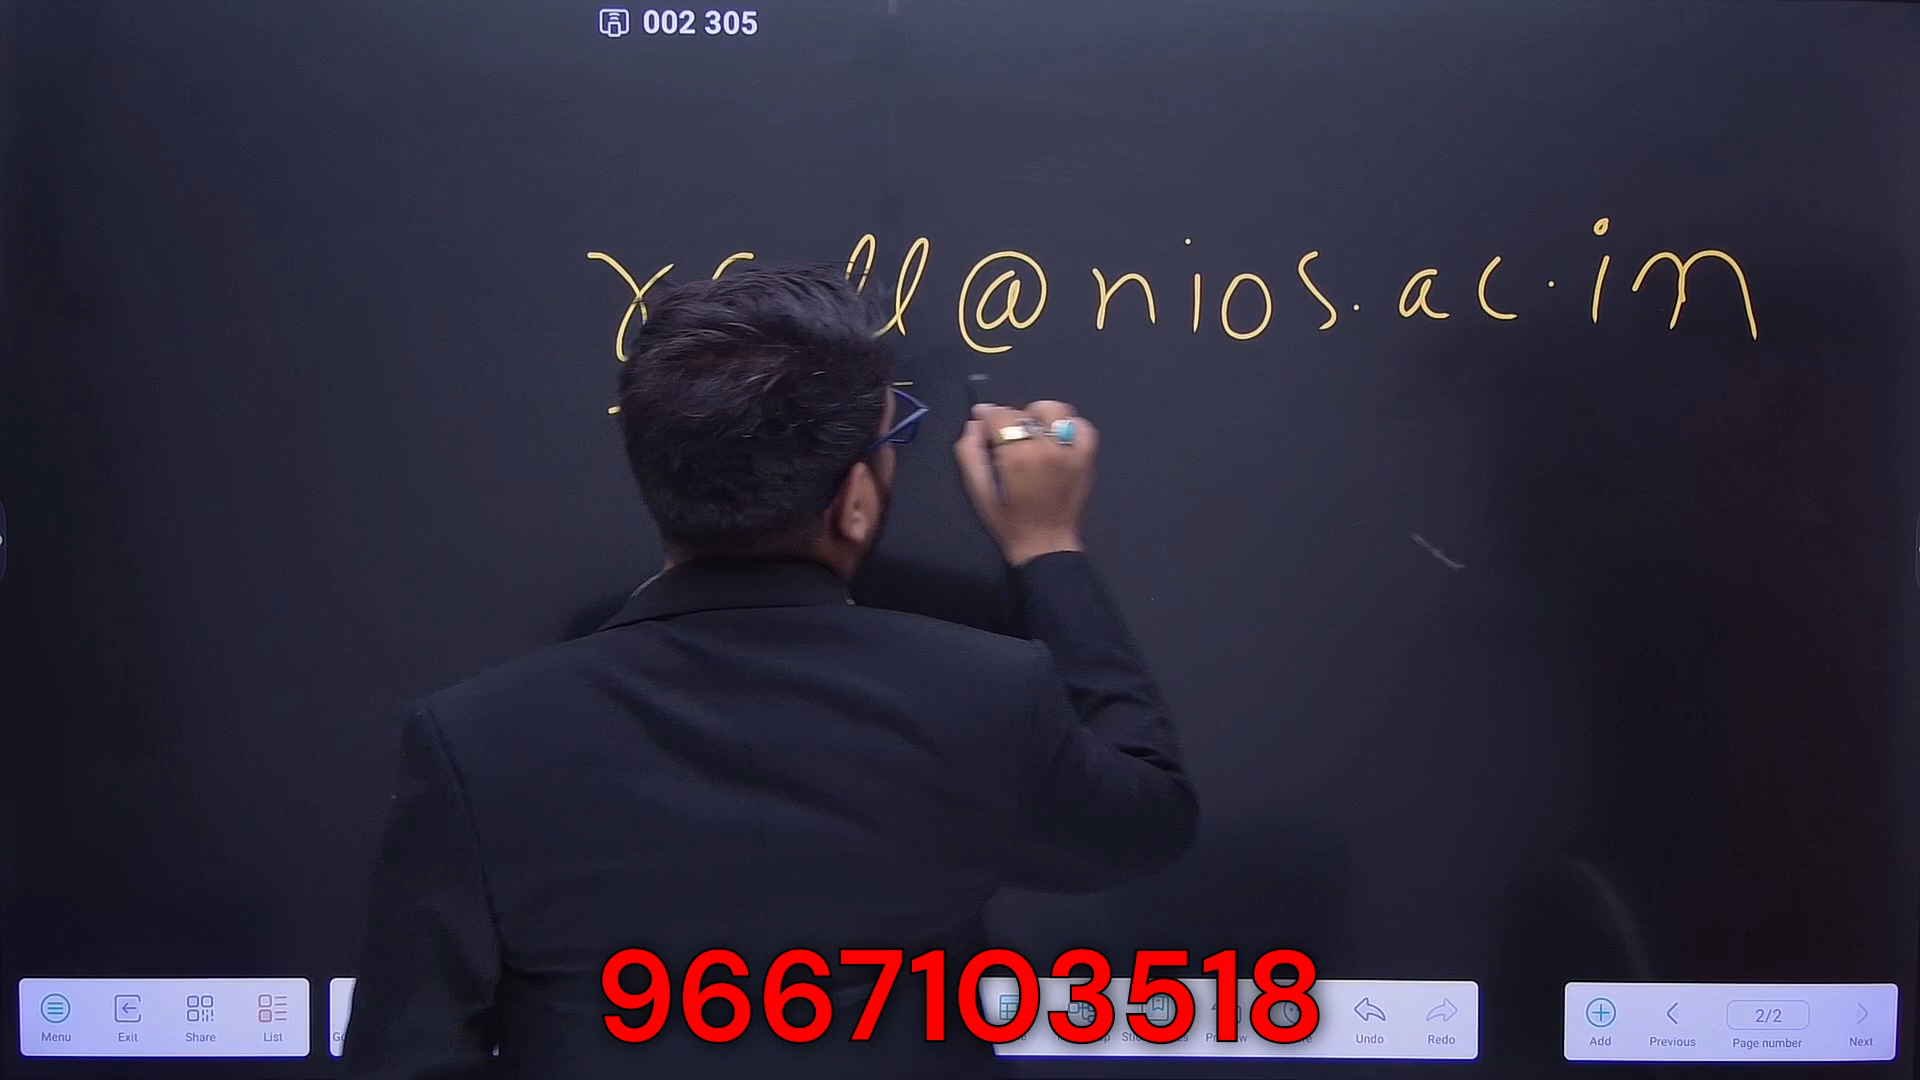 002 305
@nios.ac.in
9667103518
Menu Exit Share List Undo Redo Add Previous 2/2 Page number Next